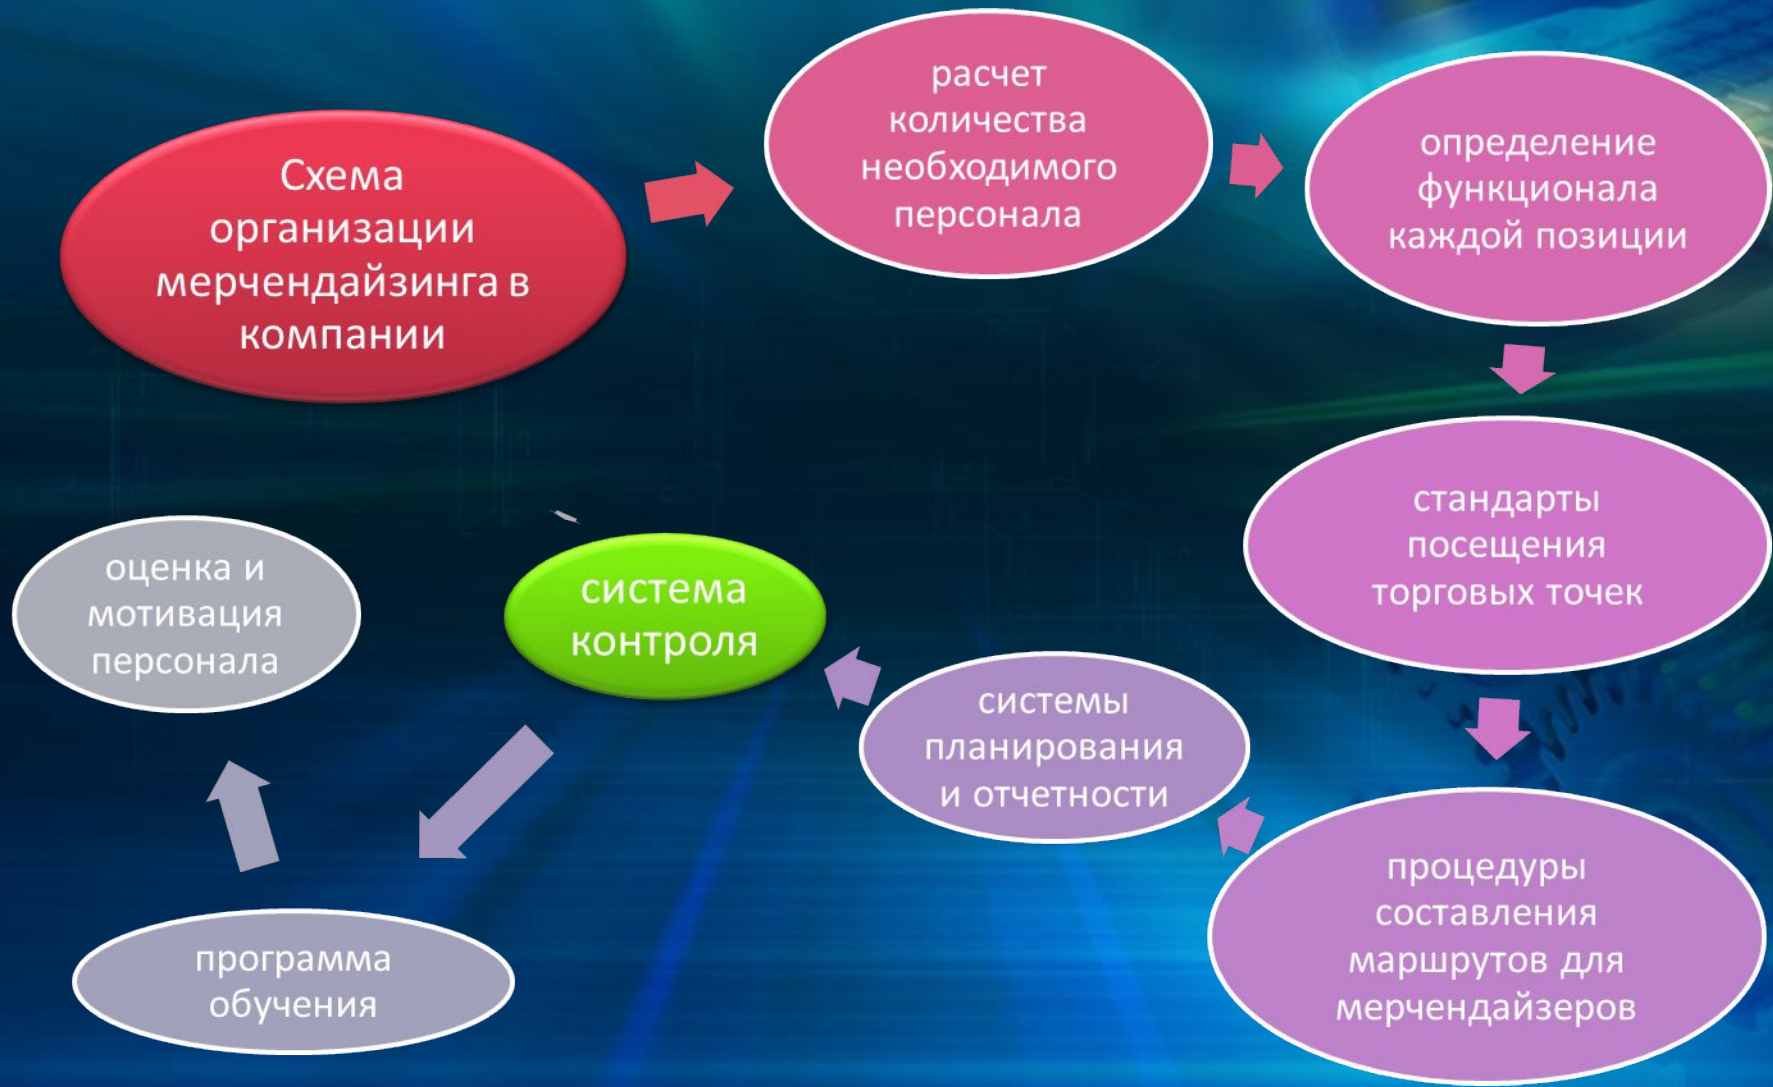 Схема
организации
мерчендайзинга в
компании
расчет
количества
необходимого
персонала
определение
функционала
каждой позиции
стандарты
посещения
торговых точек
процедуры
составления
маршрутов для
мерчендайзеров
системы
планирования
и отчетности
система
контроля
программа
обучения
оценка и
мотивация
персонала